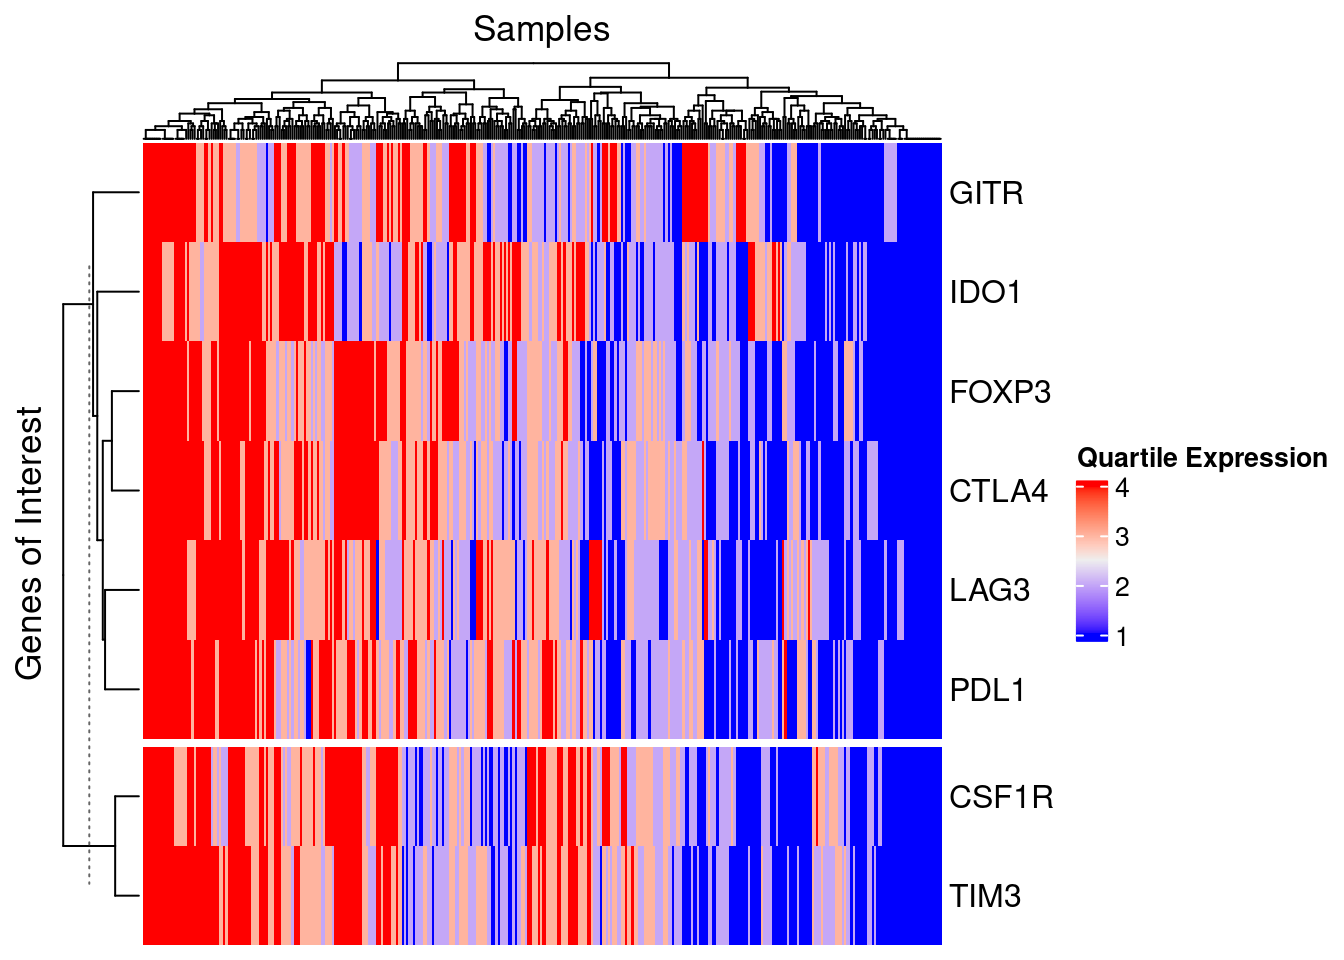 Samples
Genes of Interest
GITR
IDO1
FOXP3
CTLA4
LAG3
PDL1
CSF1R
TIM3
Quartile Expression
4
3
2
1